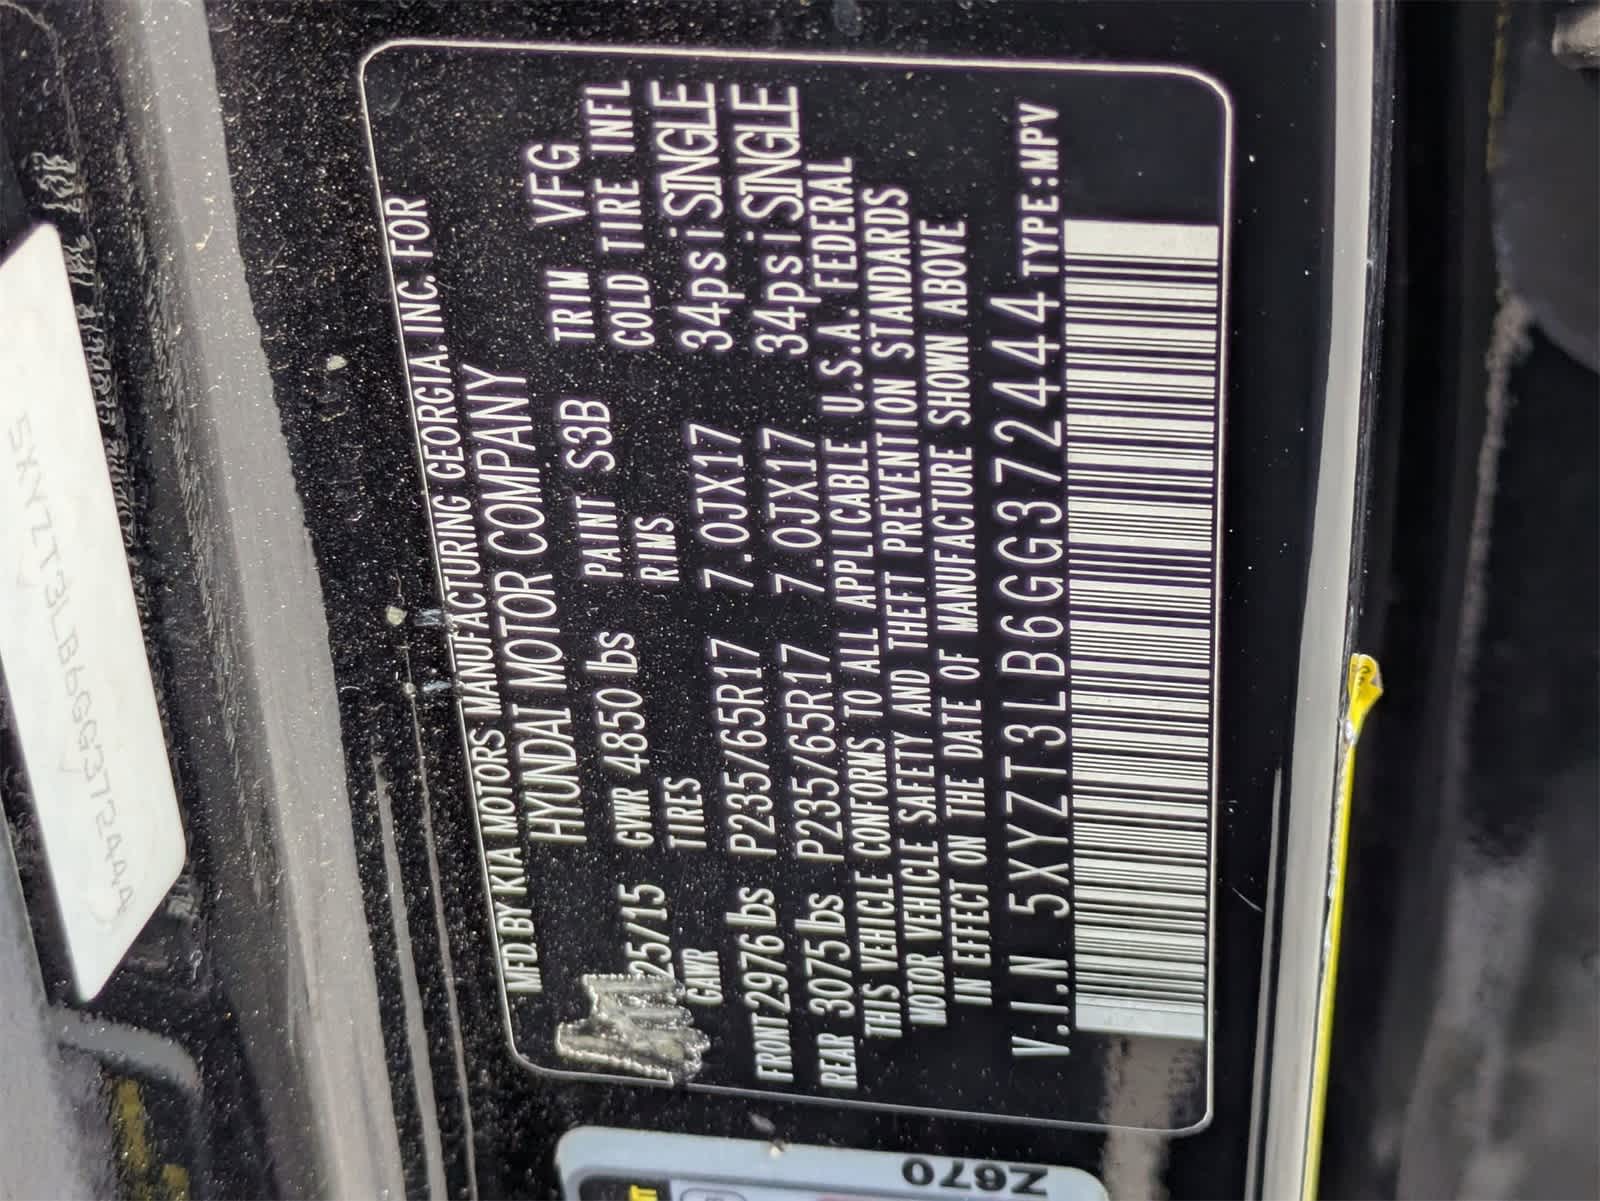 MFD. BY KIA MOTORS MANUFACTURING GEORGIA. INC. FOR
HYUNDAI MOTOR COMPANY
25/15 GVWR 4850 lbs PAINT S3B TRIM VFG
GAWR TIRES RIMS COLD TIRE INFL
FRONT 2976 lbs P235/65R17 7.0JX17 34psi SINGLE
REAR 3075 lbs P235/65R17 7.0JX17 34psi SINGLE
THIS VEHICLE CONFORMS TO ALL APPLICABLE U.S.A. FEDERAL
MOTOR VEHICLE SAFETY AND THEFT PREVENTION STANDARDS
IN EFFECT ON THE DATE OF MANUFACTURE SHOWN ABOVE
V.I.N 5XYZT3LB6GG372444 TYPE:MPV
5XYZT3LB6GG372444
Z670